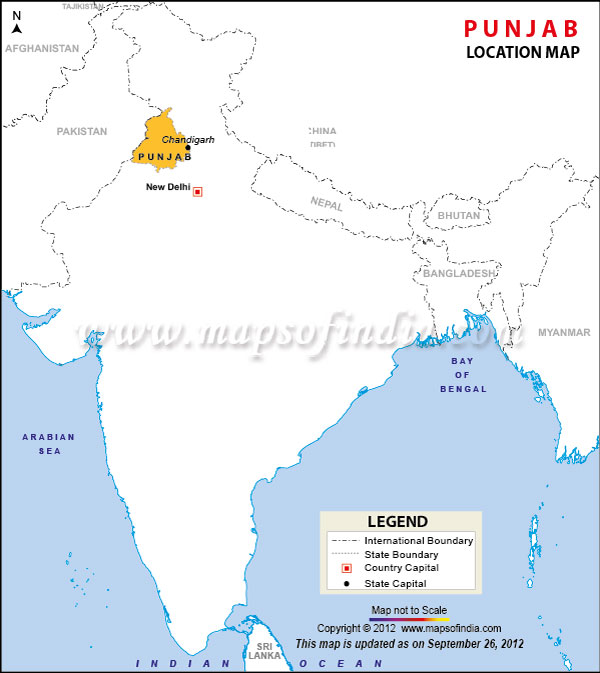 TAJIKISTAN
N
PUNJAB
LOCATION MAP
AFGHANISTAN
PAKISTAN
CHINA
(TIBET)
Chandigarh
PUNJAB
New Delhi
NEPAL
BHUTAN
BANGLADESH
www.mapsofindia.com
MYANMAR
BAY
OF
BENGAL
ARABIAN
SEA
LEGEND
International Boundary
State Boundary
Country Capital
State Capital
Map not to Scale
Copyright © 2012 www.mapsofindia.com
This map is updated as on September 26, 2012
SRI
LANKA
INDIAN OCEAN